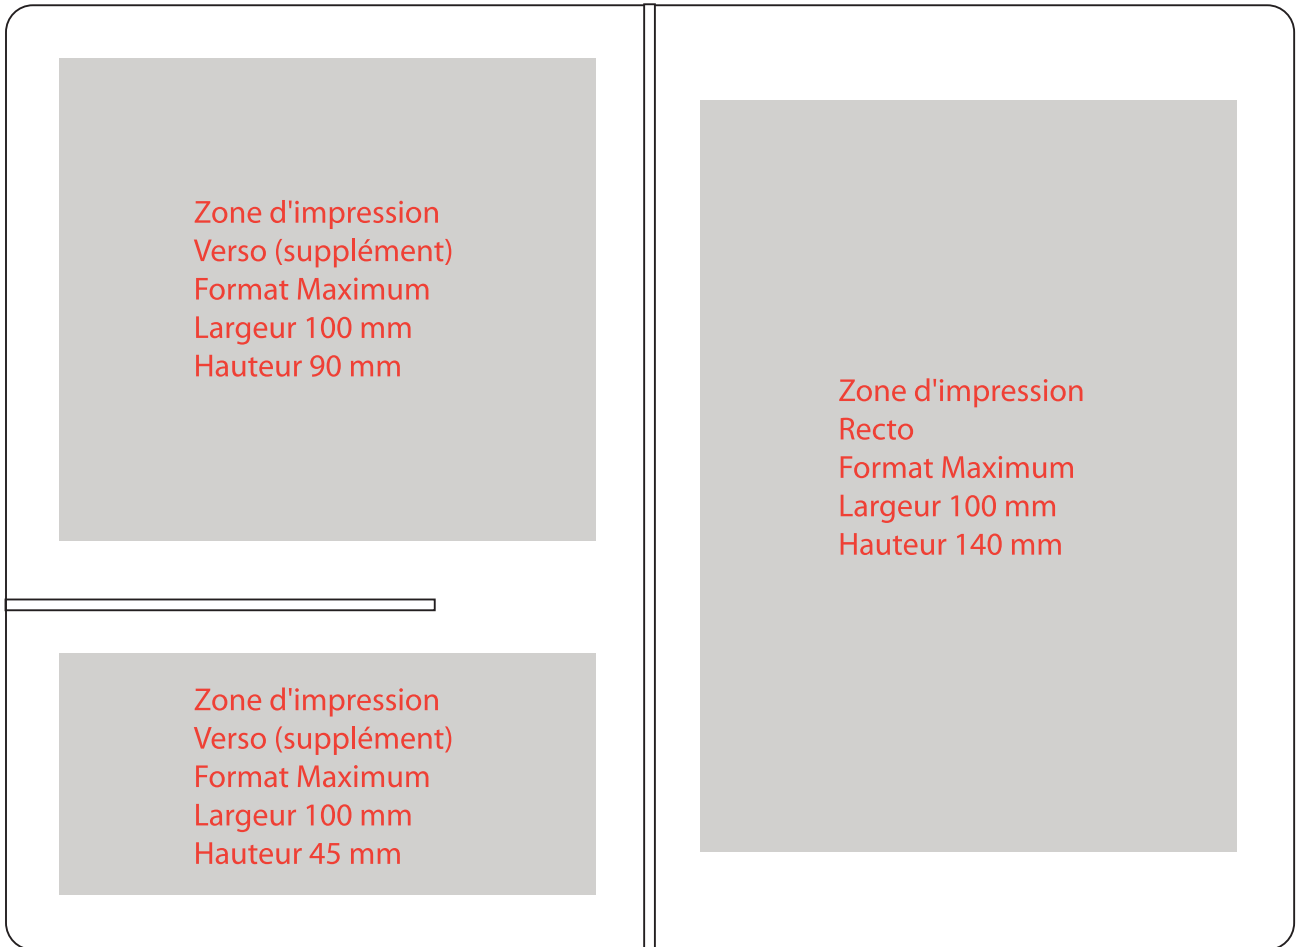 Zone d'impression
Verso (supplément)
Format Maximum
Largeur 100 mm
Hauteur 90 mm
Zone d'impression
Verso (supplément)
Format Maximum
Largeur 100 mm
Hauteur 45 mm
Zone d'impression
Recto
Format Maximum
Largeur 100 mm
Hauteur 140 mm